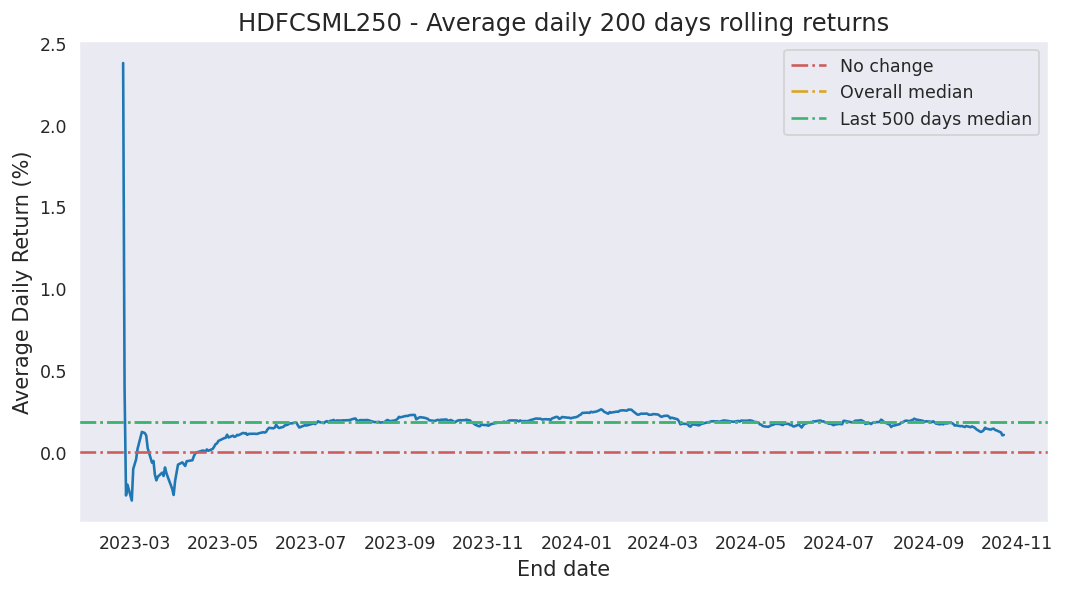 HDFCSML250 - Average daily 200 days rolling returns
No change
Overall median
Last 500 days median
Average Daily Return (%)
2.5
2.0
1.5
1.0
0.5
0.0
2023-03 2023-05 2023-07 2023-09 2023-11 2024-01 2024-03 2024-05 2024-07 2024-09 2024-11
End date